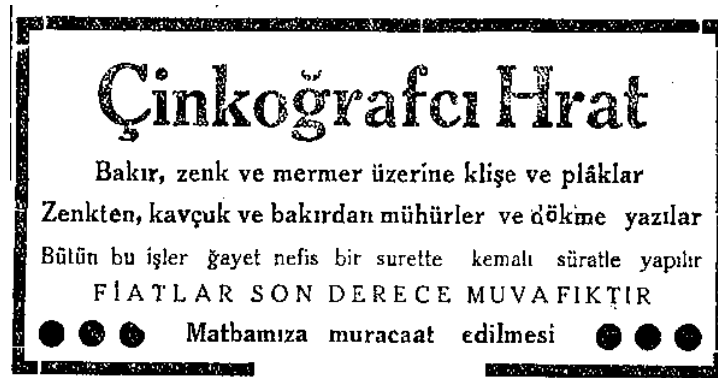 Çinkoğrafcı Hrat
Bakır, zenk ve mermer üzerine klişe ve plâklar
Zenkten, kavçuk ve bakırdan mühürler ve dökme yazılar
Bütün bu işler ğayet nefis bir surette kemalı süratle yapılır
FİATLAR SON DERECE MUVAFIKTIR
Matbamıza muracaat edilmesi